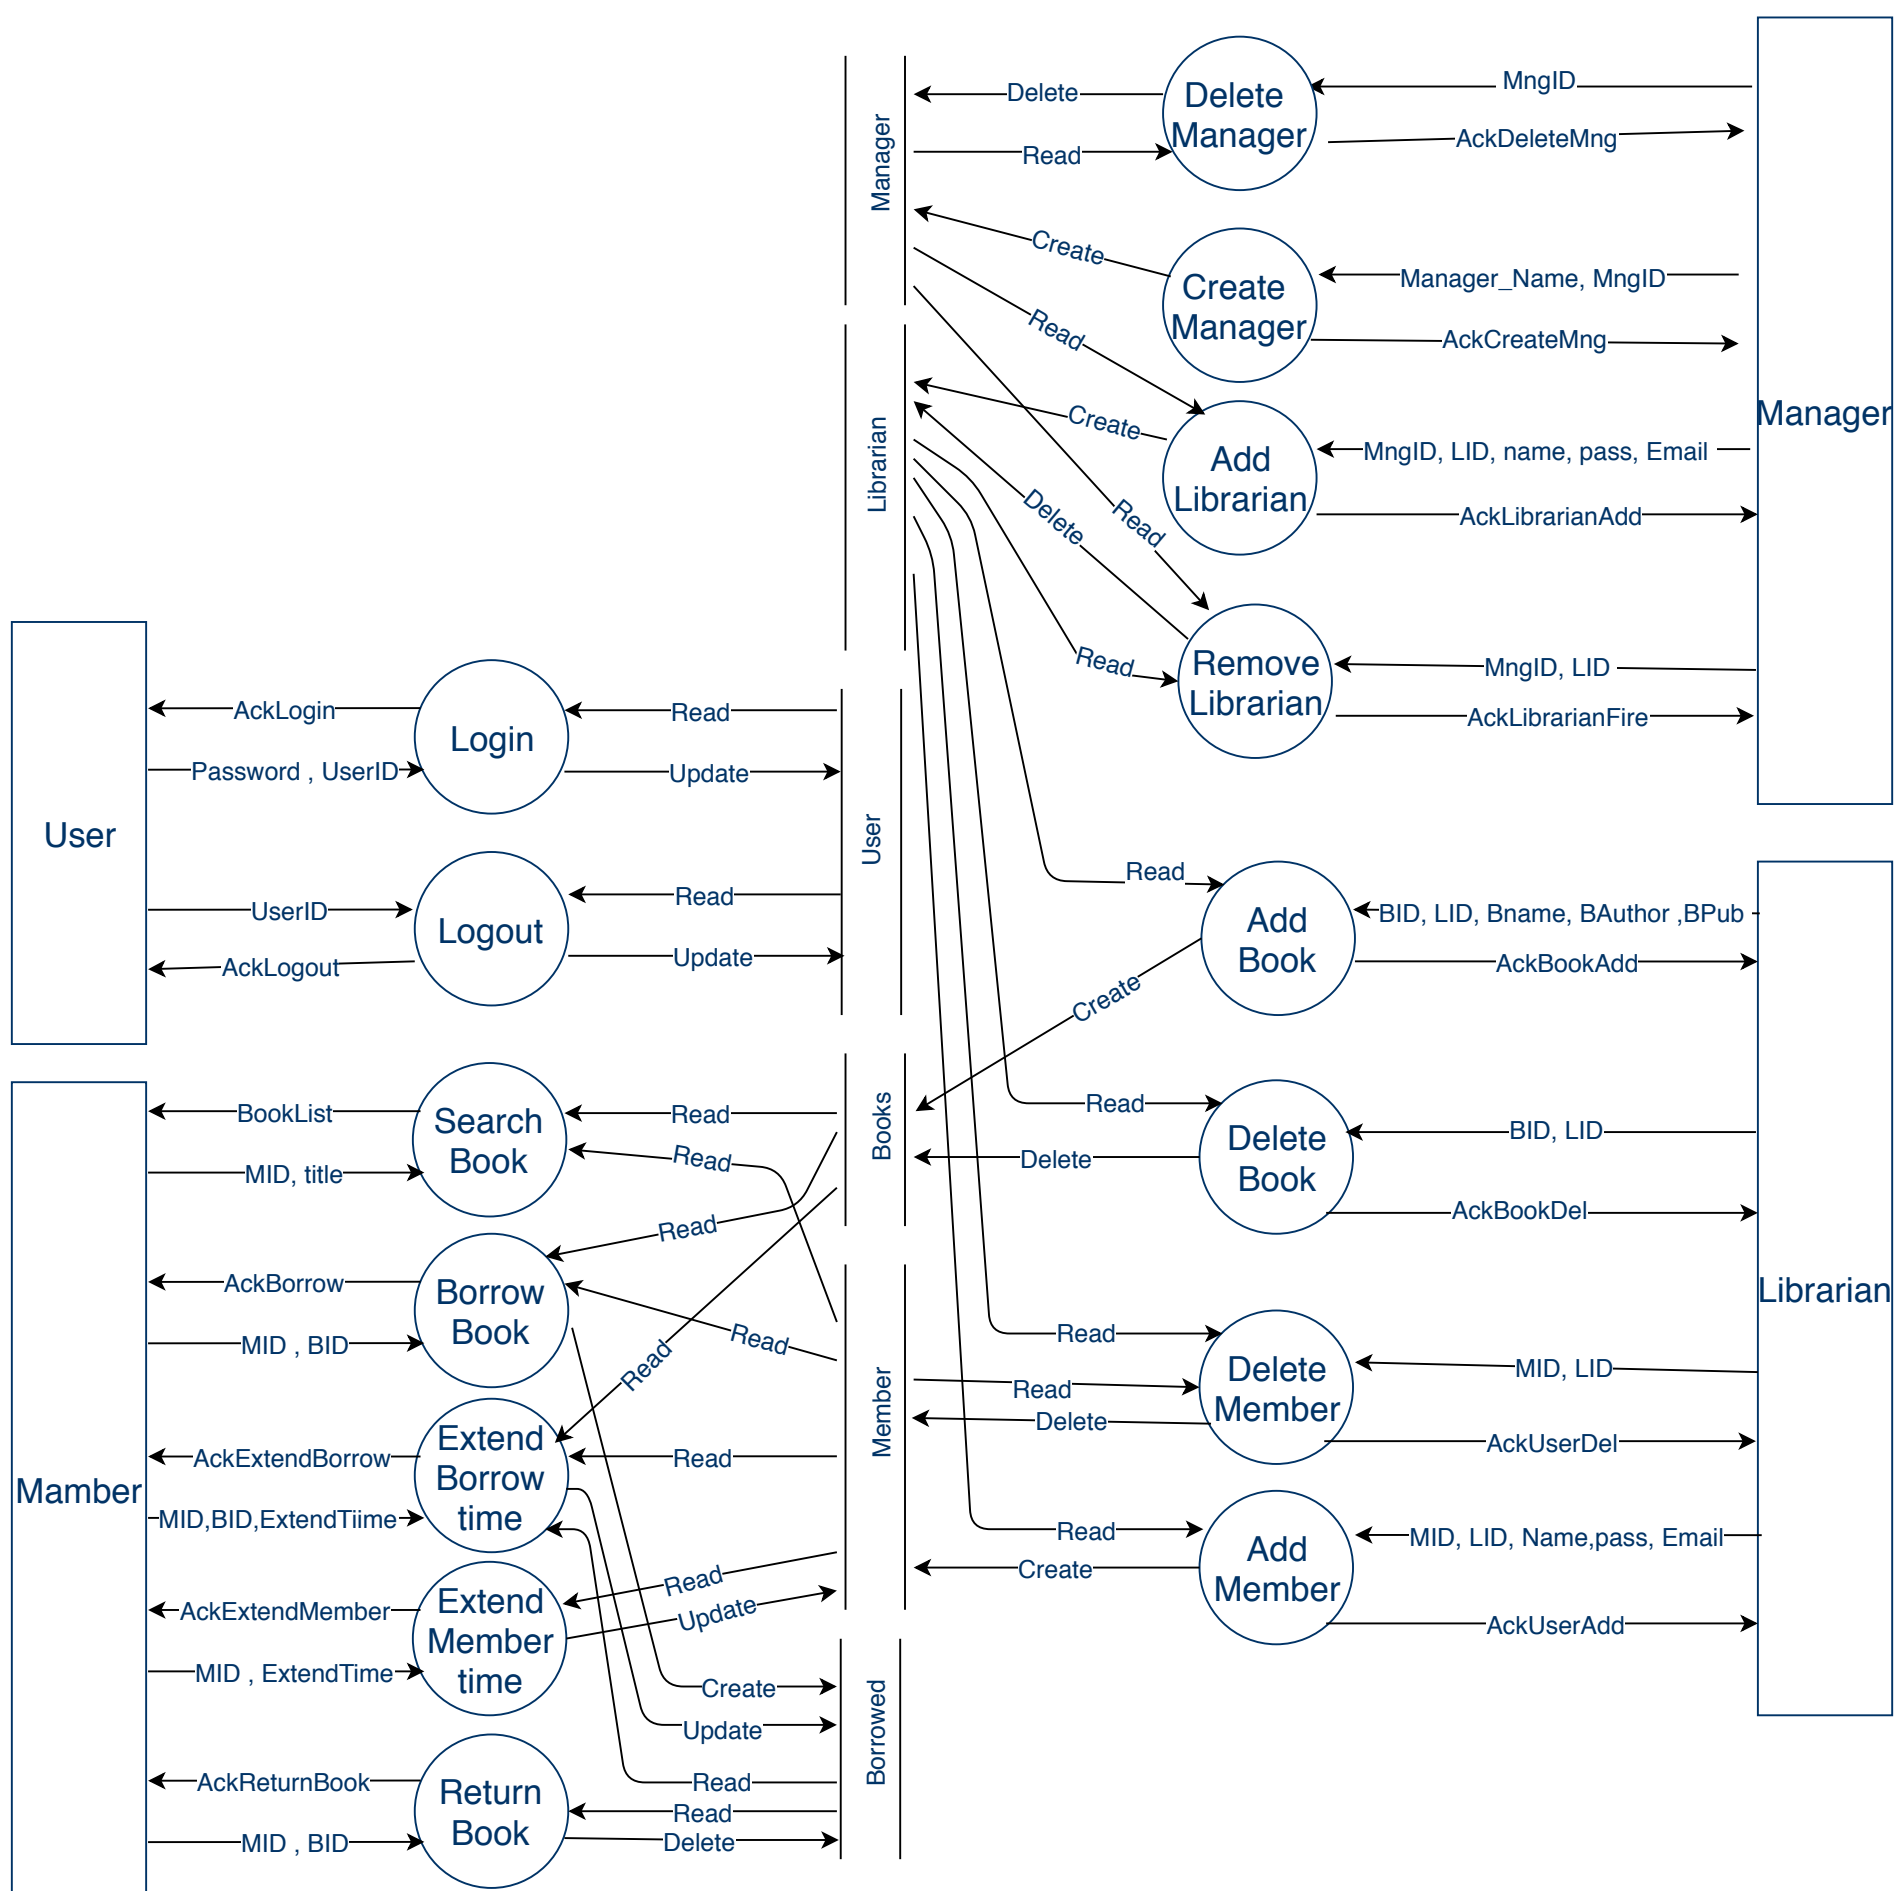 Manager
Delete
Read
Delete
Manager
MngID
AckDeleteMng
Create
Read
Create
Manager
Manager_Name, MngID
AckCreateMng
Manager
Librarian
Create
Delete
Read
Add
Librarian
MngID, LID, name, pass, Email
AckLibrarianAdd
Read
Remove
Librarian
MngID, LID
AckLibrarianFire
User
AckLogin
Password , UserID
Login
Read
Update
User
UserID
AckLogout
Logout
Read
Update
Read
Create
Add
Book
BID, LID, Bname, BAuthor ,BPub
AckBookAdd
Librarian
Mamber
BookList
MID, title
Search
Book
Read
Read
Books
Read
Delete
Delete
Book
BID, LID
AckBookDel
AckBorrow
MID , BID
Borrow
Book
Read
Read
Read
Member
Read
Read
Delete
Delete
Member
MID, LID
AckUserDel
AckExtendBorrow
MID,BID,ExtendTiime
Extend
Borrow
time
Read
Read
Create
Add
Member
MID, LID, Name,pass, Email
AckUserAdd
AckExtendMember
MID , ExtendTime
Extend
Member
time
Read
Update
Create
Update
Read
Borrowed
AckReturnBook
MID , BID
Return
Book
Read
Delete